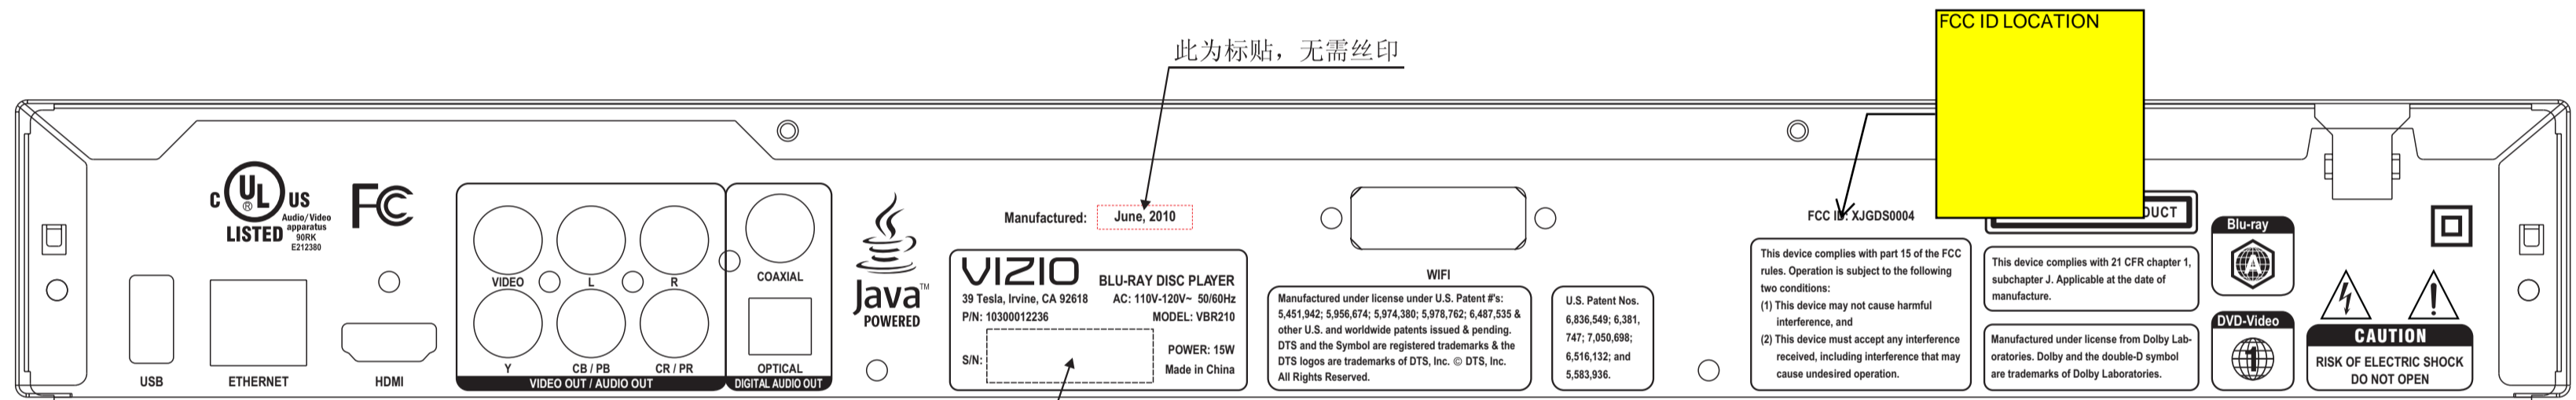 FCC ID LOCATION
此为标贴，无需丝印
C UL US
®
LISTED
Audio/Video
apparatus
90RK
E212380
FC
USB
ETHERNET
HDMI
VIDEO
L
R
Y
CB / PB
CR / PR
VIDEO OUT / AUDIO OUT
COAXIAL
OPTICAL
DIGITAL AUDIO OUT
Java™
POWERED
Manufactured: June, 2010
VIZIO BLU-RAY DISC PLAYER
39 Tesla, Irvine, CA 92618 AC: 110V-120V~ 50/60Hz
P/N: 10300012236 MODEL: VBR210
S/N:
POWER: 15W
Made in China
WIFI
Manufactured under license under U.S. Patent #'s:
5,451,942; 5,956,674; 5,974,380; 5,978,762; 6,487,535 &
other U.S. and worldwide patents issued & pending.
DTS and the Symbol are registered trademarks & the
DTS logos are trademarks of DTS, Inc. © DTS, Inc.
All Rights Reserved.
U.S. Patent Nos.
6,836,549; 6,381,
747; 7,050,698;
6,516,132; and
5,583,936.
FCC ID: XJGDS0004
This device complies with part 15 of the FCC
rules. Operation is subject to the following
two conditions:
(1) This device may not cause harmful
interference, and
(2) This device must accept any interference
received, including interference that may
cause undesired operation.
This device complies with 21 CFR chapter 1,
subchapter J. Applicable at the date of
manufacture.
Manufactured under license from Dolby Lab-
oratories. Dolby and the double-D symbol
are trademarks of Dolby Laboratories.
Blu-ray
A
DVD-Video
1
CAUTION
RISK OF ELECTRIC SHOCK
DO NOT OPEN